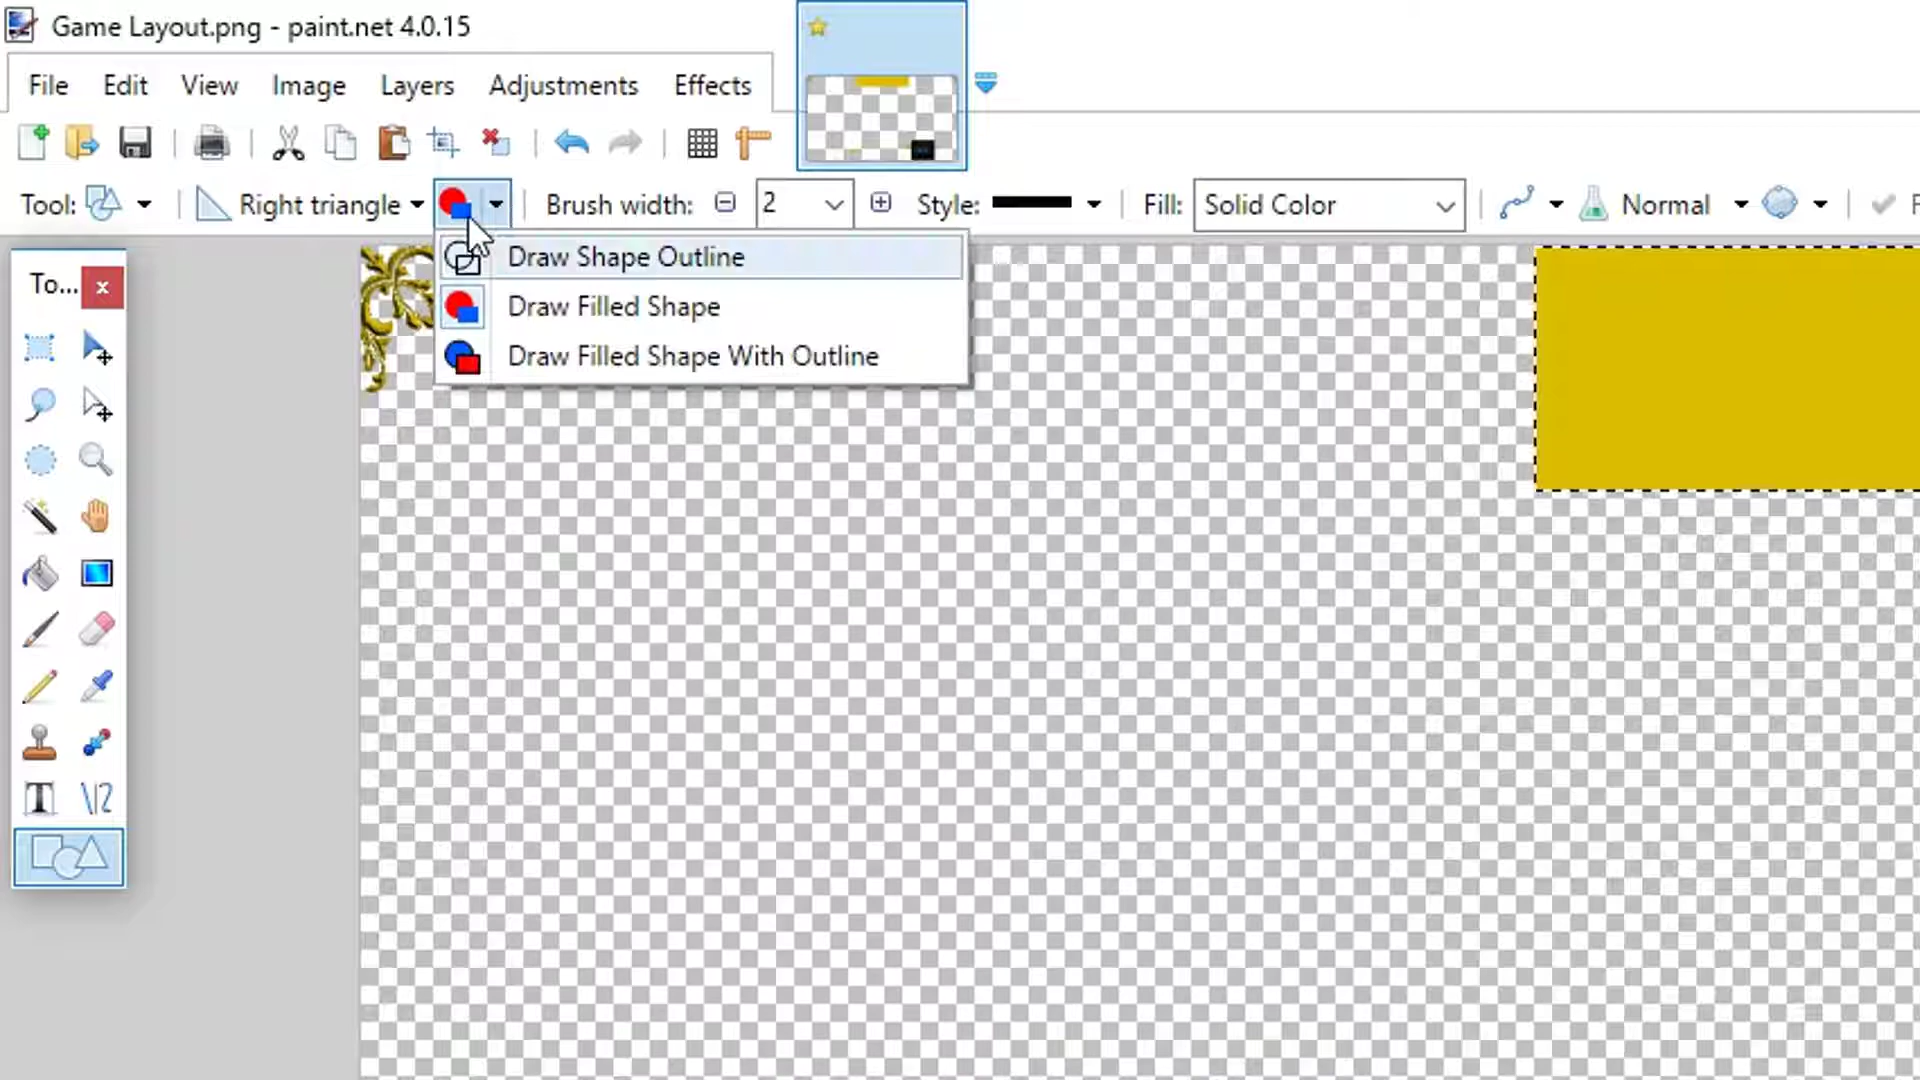 Game Layout.png - paint.net 4.0.15
File Edit View Image Layers Adjustments Effects
Tool: Right triangle Brush width: 2 Style: Fill: Solid Color Normal F
Draw Shape Outline
Draw Filled Shape
Draw Filled Shape With Outline
To... x
T